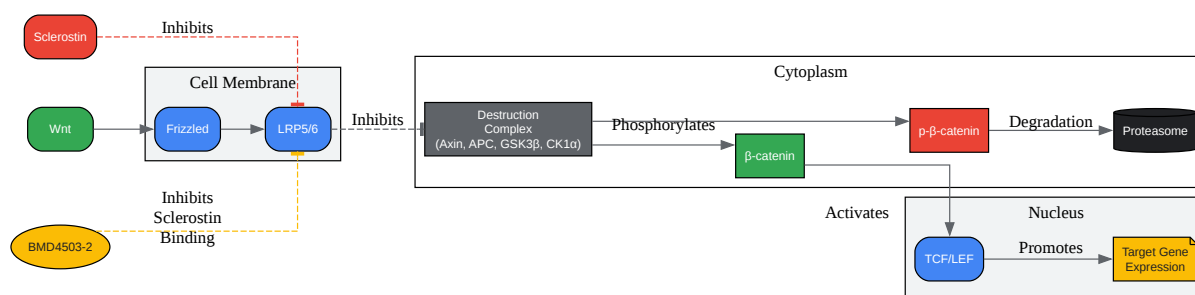 Sclerostin
Inhibits
Cell Membrane
Wnt
Frizzled
LRP5/6
Inhibits
Inhibits
Sclerostin
Binding
BMD4503-2
Cytoplasm
Destruction
Complex
(Axin, APC, GSK3β, CK1α)
Phosphorylates
β-catenin
p-β-catenin
Degradation
Proteasome
Activates
Nucleus
TCF/LEF
Promotes
Target Gene
Expression